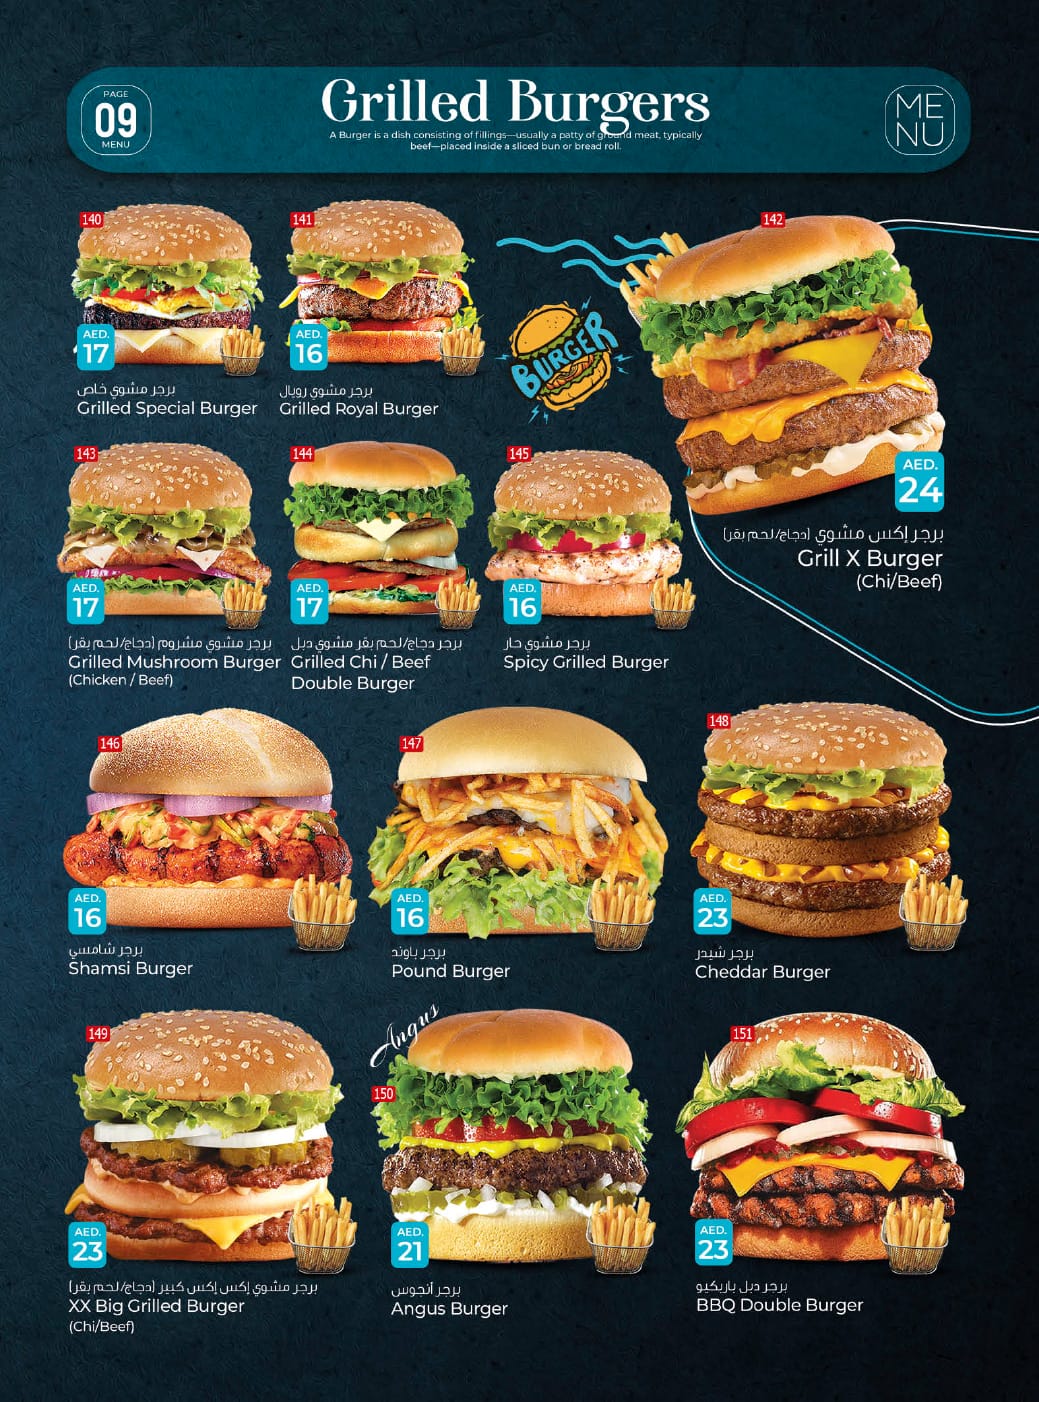 PAGE
09
MENU
Grilled Burgers
A Burger is a dish consisting of fillings—usually a patty of ground meat, typically
beef—placed inside a sliced bun or bread roll.
ME
NU
140
AED.
17
برجر مشوي خاص
Grilled Special Burger
141
AED.
16
برجر مشوي رويال
Grilled Royal Burger
BURGER
142
AED.
24
برجر إكس مشوي (دجاج/لحم بقر)
Grill X Burger
(Chi/Beef)
143
AED.
17
برجر مشوي مشروم (دجاج/لحم بقر)
Grilled Mushroom Burger
(Chicken / Beef)
144
AED.
17
برجر دجاج/لحم بقر مشوي دبل
Grilled Chi / Beef
Double Burger
145
AED.
16
برجر مشوي حار
Spicy Grilled Burger
146
AED.
16
برجر شامسي
Shamsi Burger
147
AED.
16
برجر باوند
Pound Burger
148
AED.
23
برجر شيدر
Cheddar Burger
149
AED.
23
برجر مشوي إكس إكس كبير (دجاج/لحم بقر)
XX Big Grilled Burger
(Chi/Beef)
Angus
150
AED.
21
برجر أنجوس
Angus Burger
151
AED.
23
برجر دبل باربكيو
BBQ Double Burger